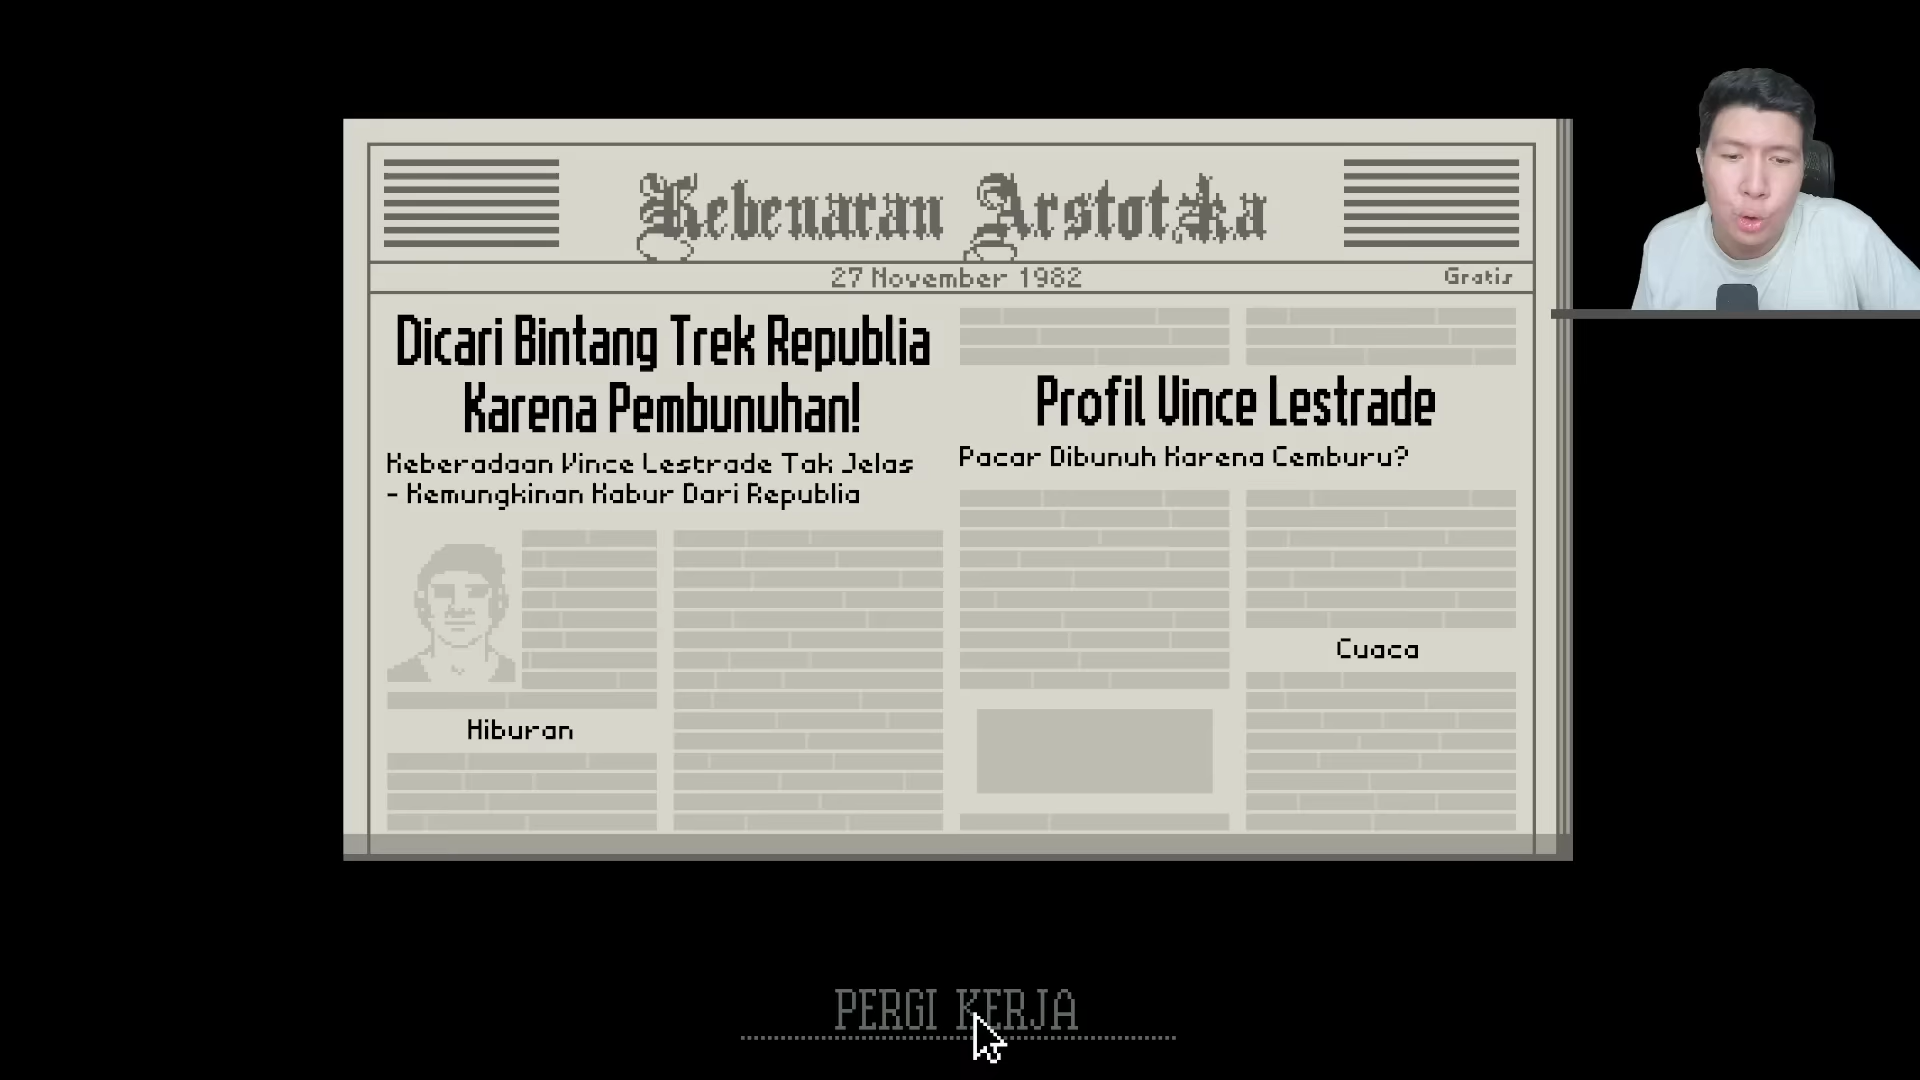 Kebenaran Arstotzka
27 November 1982
Gratis
Dicari Bintang Trek Republia
Karena Pembunuhan!
Keberadaan Vince Lestrade Tak Jelas
- Kemungkinan Kabur Dari Republia
Hiburan
Profil Vince Lestrade
Pacar Dibunuh Karena Cemburu?
Cuaca
PERGI KERJA